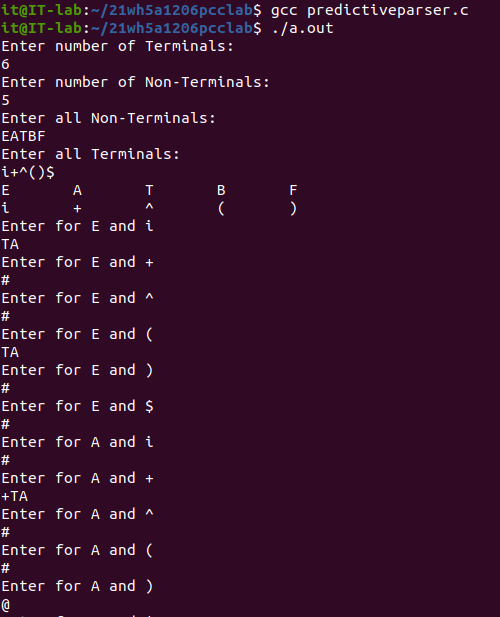 it@IT-lab:~/21wh5a1206pcclab$ gcc predictiveparser.c
it@IT-lab:~/21wh5a1206pcclab$ ./a.out
Enter number of Terminals:
6
Enter number of Non-Terminals:
5
Enter all Non-Terminals:
EATBF
Enter all Terminals:
i+^()$
E A T B F
i + ^ ( )
Enter for E and i
TA
Enter for E and +
#
Enter for E and ^
#
Enter for E and (
TA
Enter for E and )
#
Enter for E and $
#
Enter for A and i
#
Enter for A and +
+TA
Enter for A and ^
#
Enter for A and (
#
Enter for A and )
@